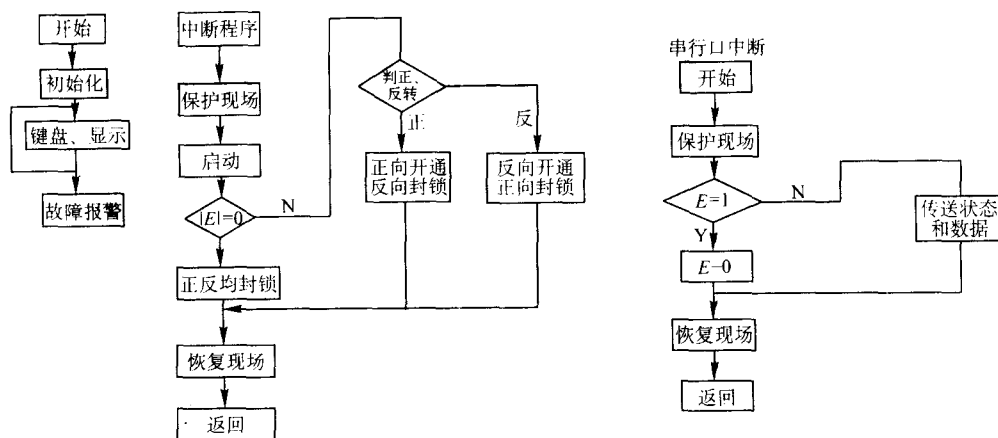 开始
初始化
键盘、显示
故障报警
中断程序
保护现场
启动
|E|=0
N
正反均封锁
恢复现场
返回
判正、
反转
正
反
正向开通
反向封锁
反向开通
正向封锁
串行口中断
开始
保护现场
E=1
N
Y
传送状态
和数据
E=0
恢复现场
返回